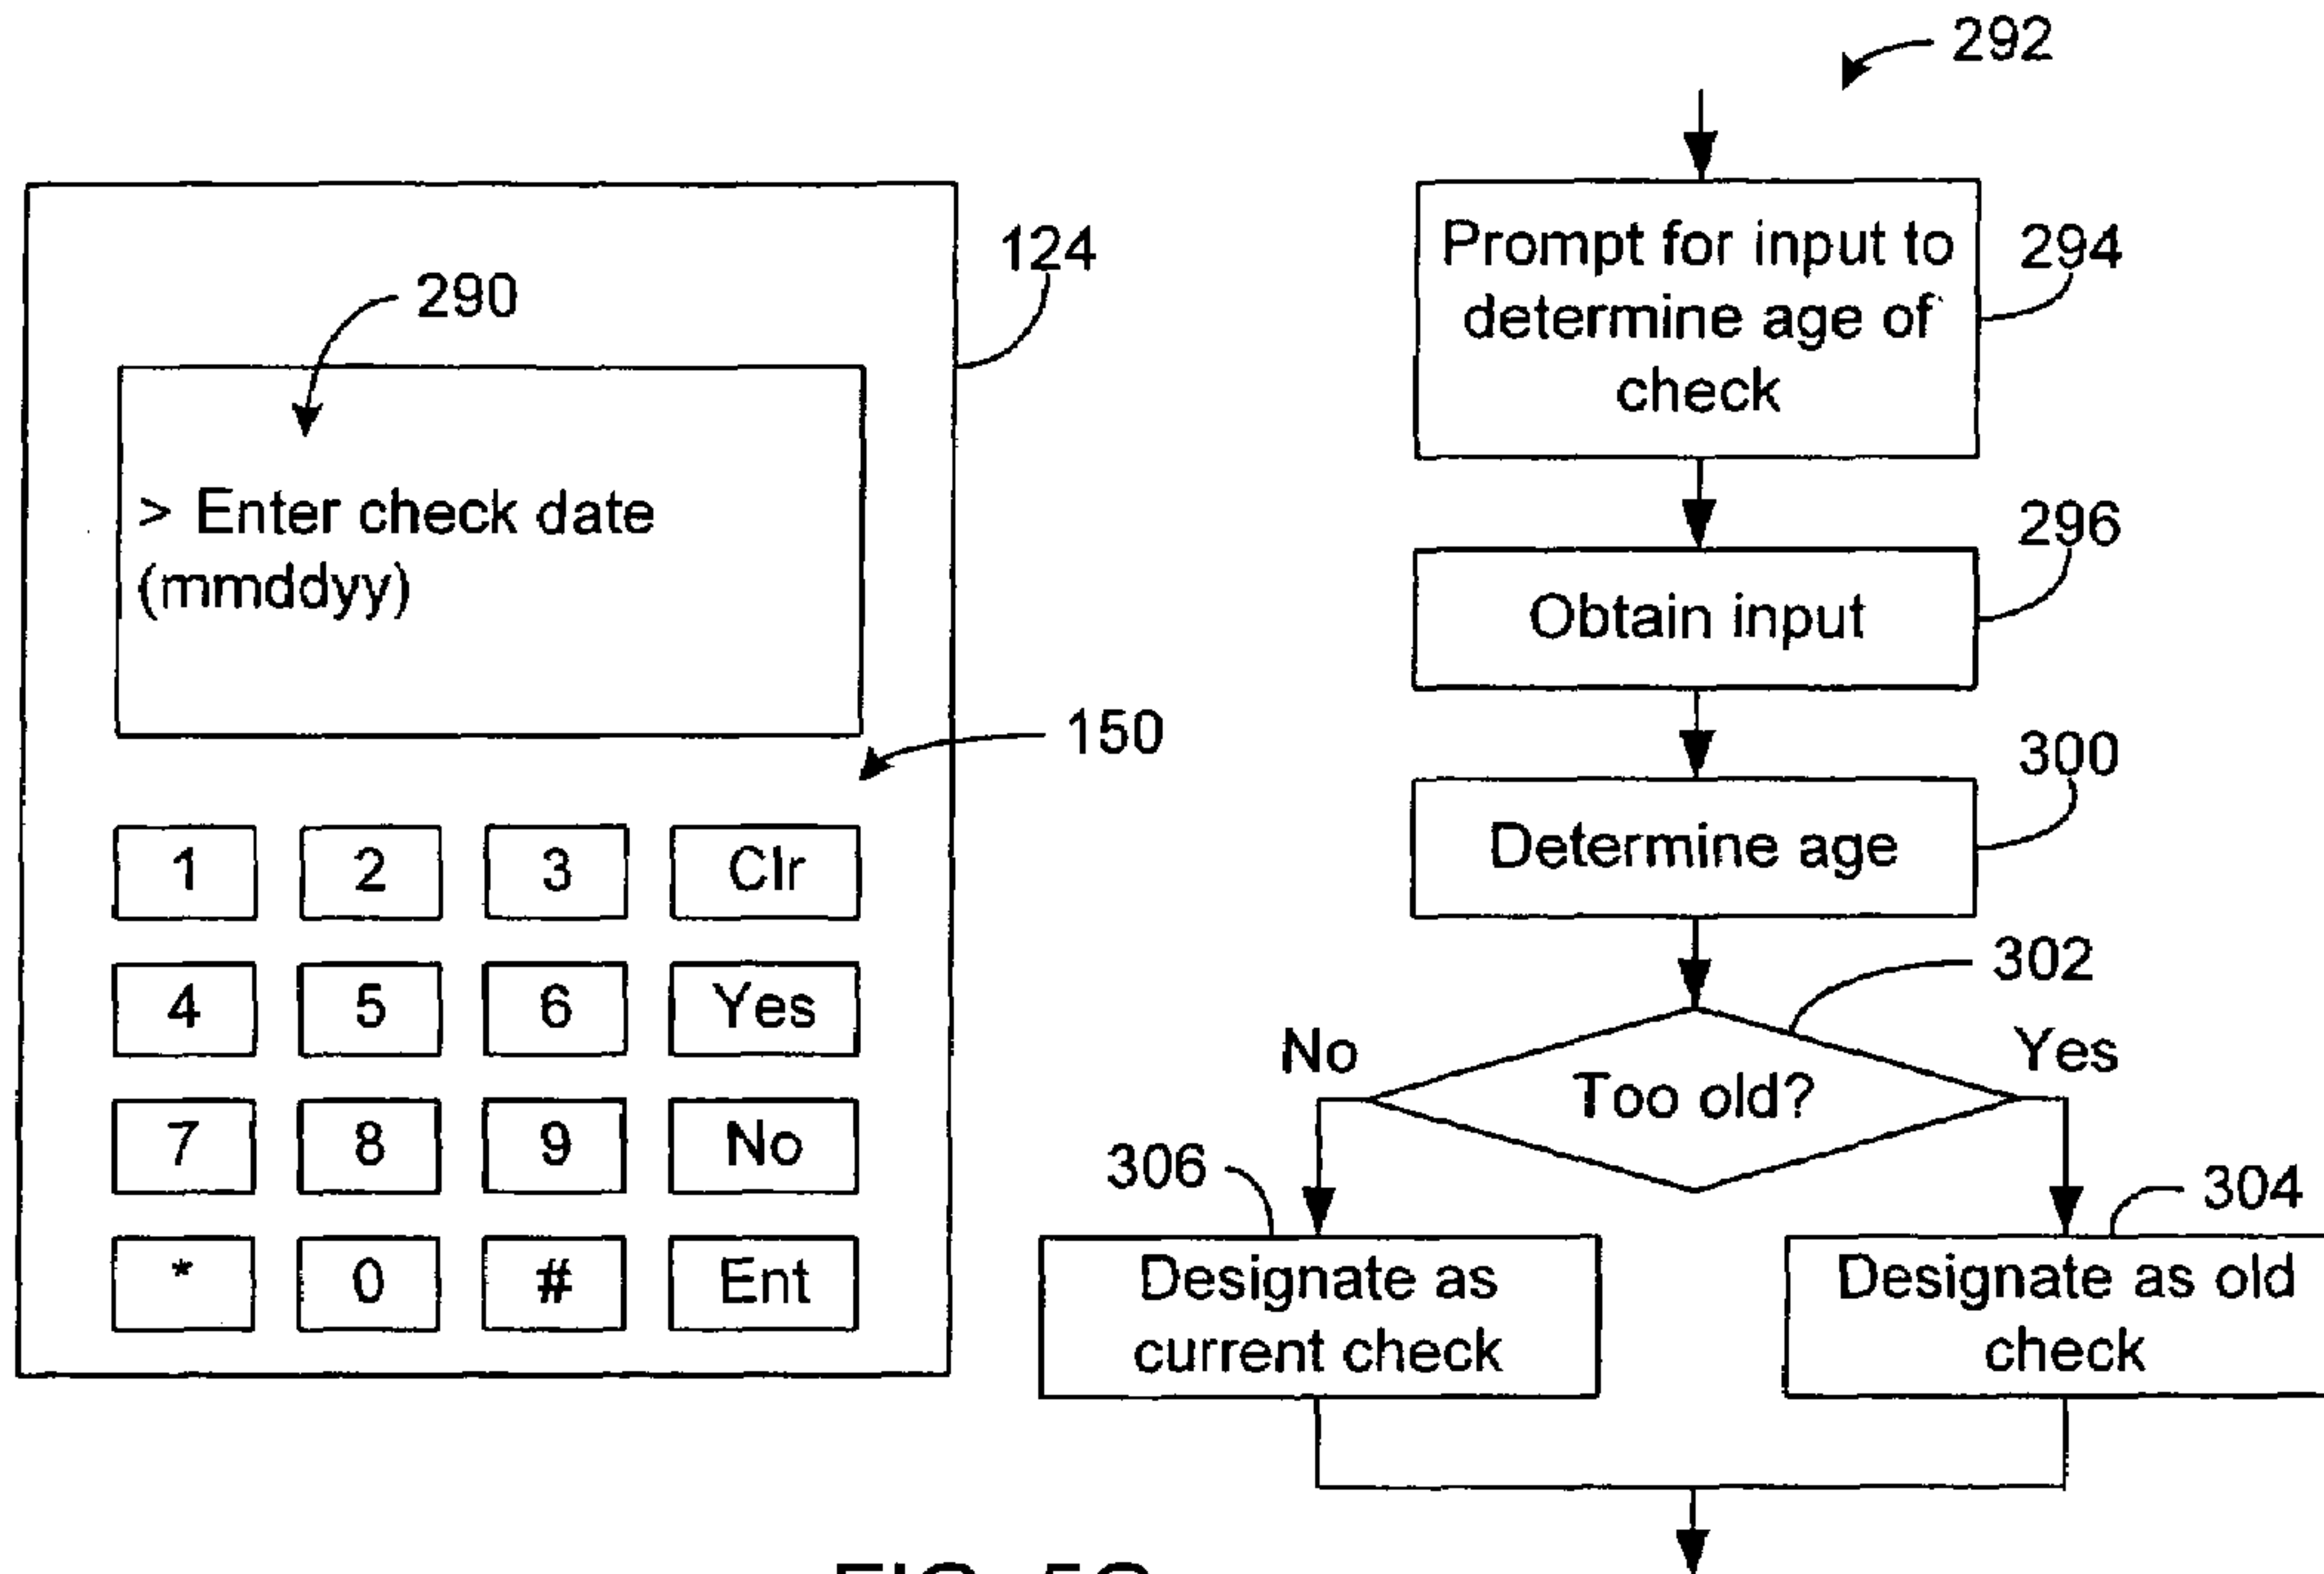 292
124
290
> Enter check date
(mmddyy)
150
1 2 3 Clr
4 5 6 Yes
7 8 9 No
* 0 # Ent
Prompt for input to
determine age of
check
294
Obtain input
296
Determine age
300
302
No
Yes
Too old?
306
304
Designate as
current check
Designate as old
check